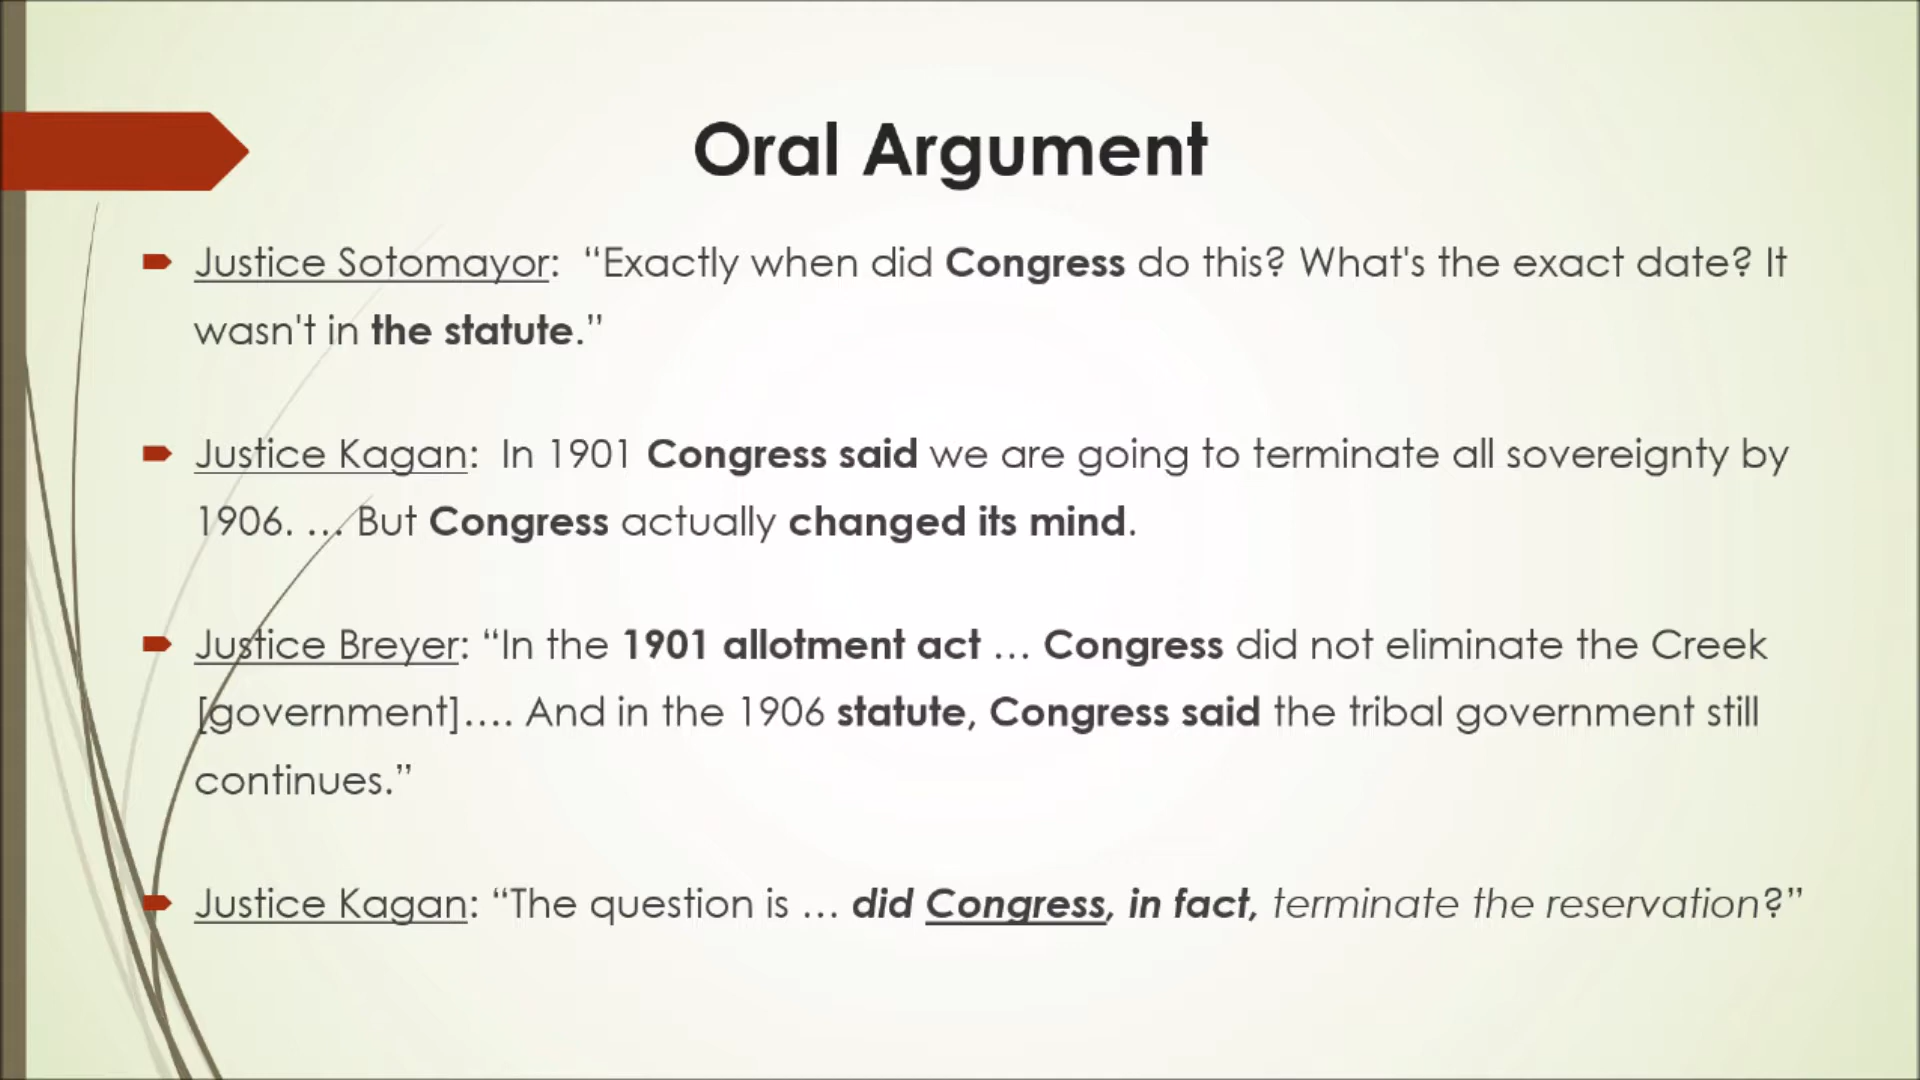 Oral Argument
Justice Sotomayor:  “Exactly when did Congress do this? What's the exact date? It
wasn't in the statute.”
Justice Kagan:  In 1901 Congress said we are going to terminate all sovereignty by
1906. … But Congress actually changed its mind.
Justice Breyer: “In the 1901 allotment act … Congress did not eliminate the Creek
[government]…. And in the 1906 statute, Congress said the tribal government still
continues.”
Justice Kagan: “The question is … did Congress, in fact, terminate the reservation?”